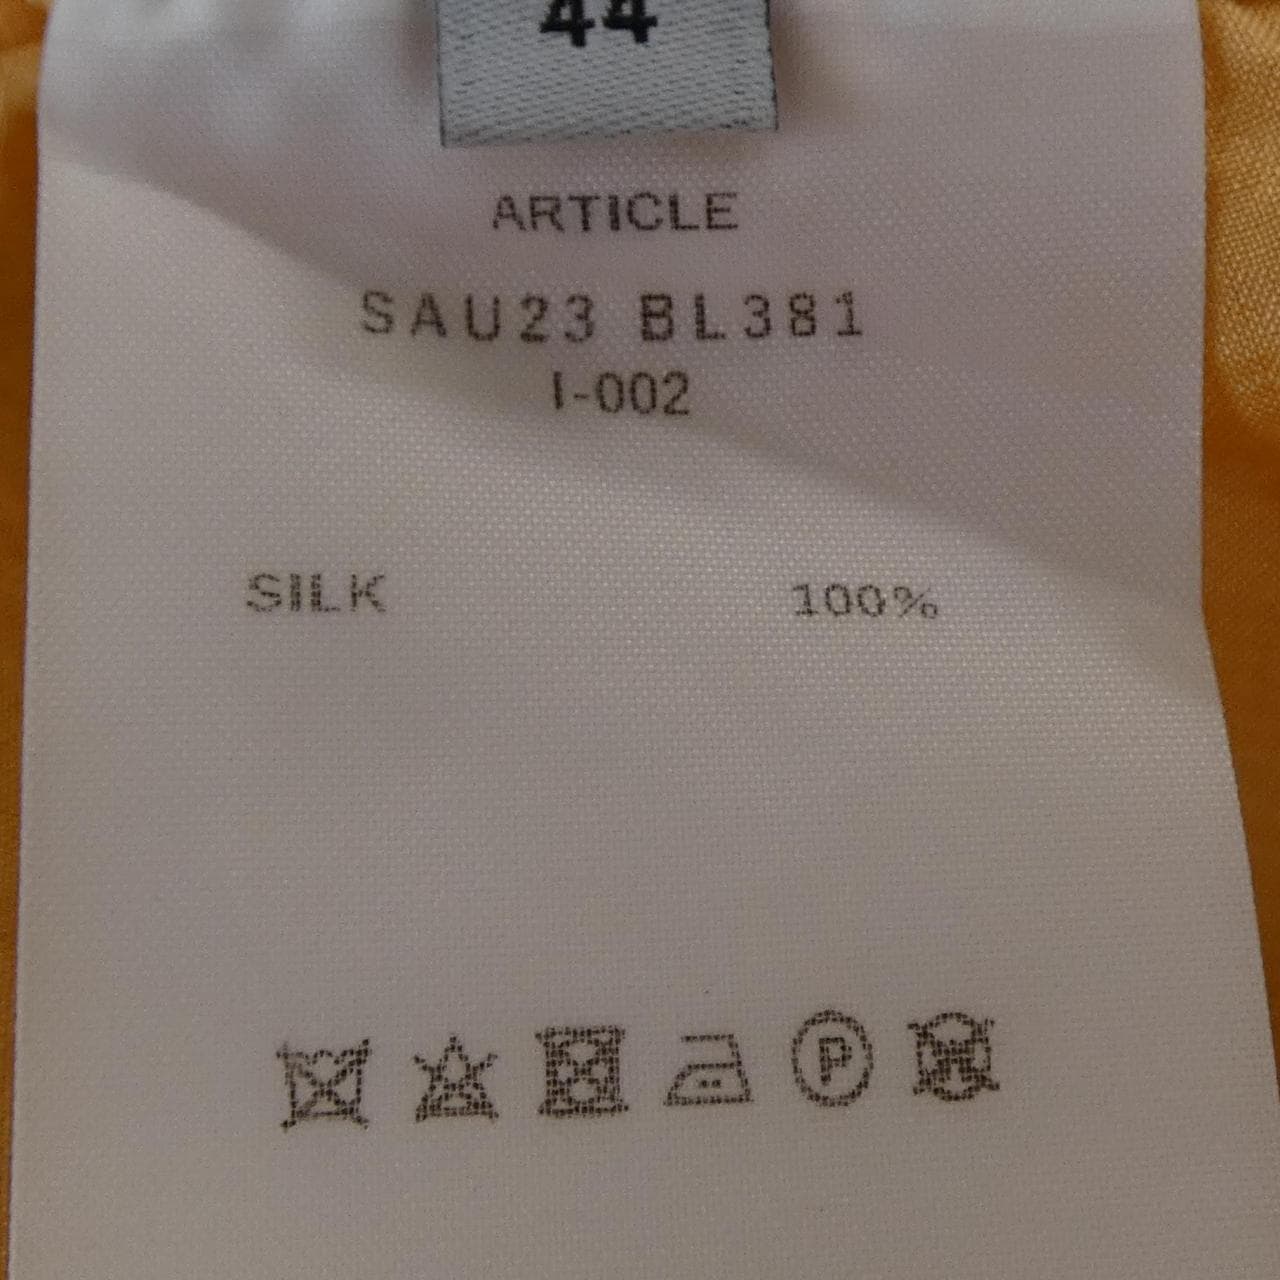 44
ARTICLE
SAU23 BL381
I-002
SILK 100%
P
W